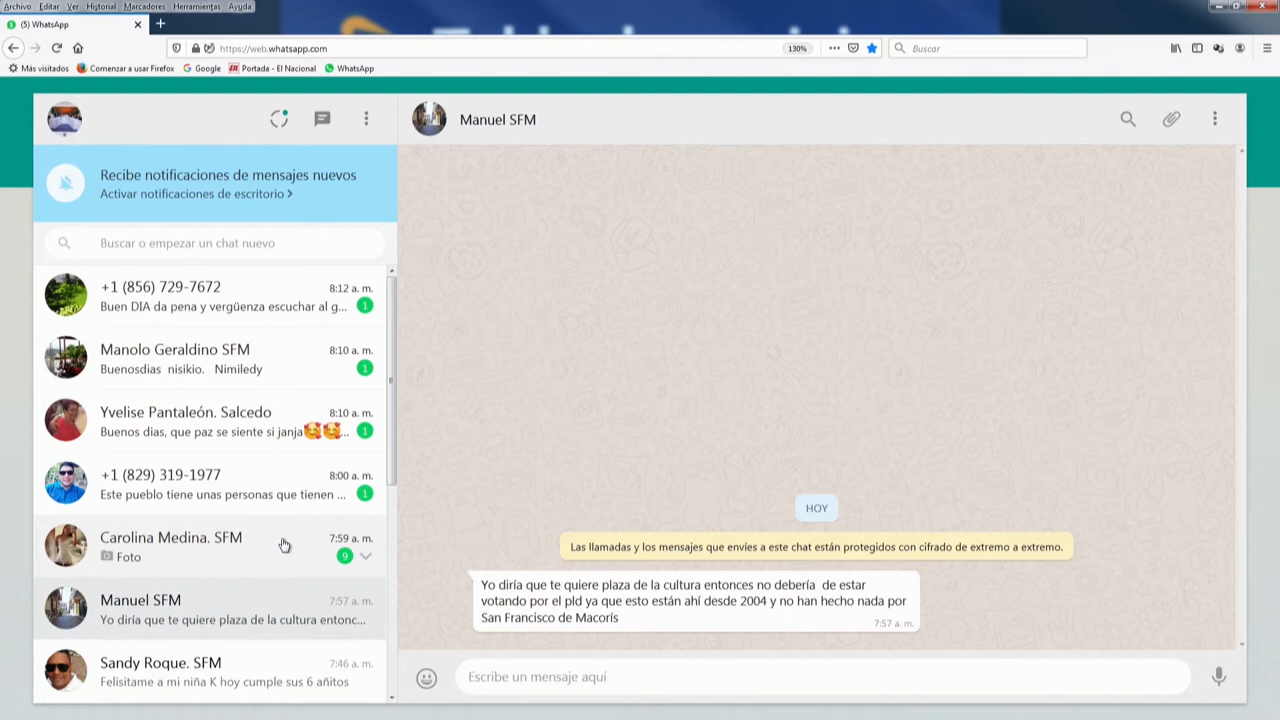 Archivo Editar Ver Historial Marcadores Herramientas Ayuda
(5) WhatsApp
https://web.whatsapp.com
130%
Buscar
Más visitados Comenzar a usar Firefox Google Portada - El Nacional WhatsApp
Manuel SFM
Recibe notificaciones de mensajes nuevos
Activar notificaciones de escritorio >
Buscar o empezar un chat nuevo
+1 (856) 729-7672 8:12 a. m.
Buen DIA da pena y vergüenza escuchar al g... 1
Manolo Geraldino SFM 8:10 a. m.
Buenosdias nisikio. Nimiledy 1
Yvelise Pantaleón. Salcedo 8:10 a. m.
Buenos dias, que paz se siente si janja🥰🥰... 1
+1 (829) 319-1977 8:00 a. m.
Este pueblo tiene unas personas que tienen ... 1
Carolina Medina. SFM 7:59 a. m.
Foto 9
Manuel SFM 7:57 a. m.
Yo diría que te quiere plaza de la cultura entonc...
Sandy Roque. SFM 7:46 a. m.
Felisitame a mi niña K hoy cumple sus 6 añitos
HOY
Las llamadas y los mensajes que envíes a este chat están protegidos con cifrado de extremo a extremo.
Yo diría que te quiere plaza de la cultura entonces no debería de estar
votando por el pld ya que esto están ahí desde 2004 y no han hecho nada por
San Francisco de Macorís
7:57 a. m.
Escribe un mensaje aquí